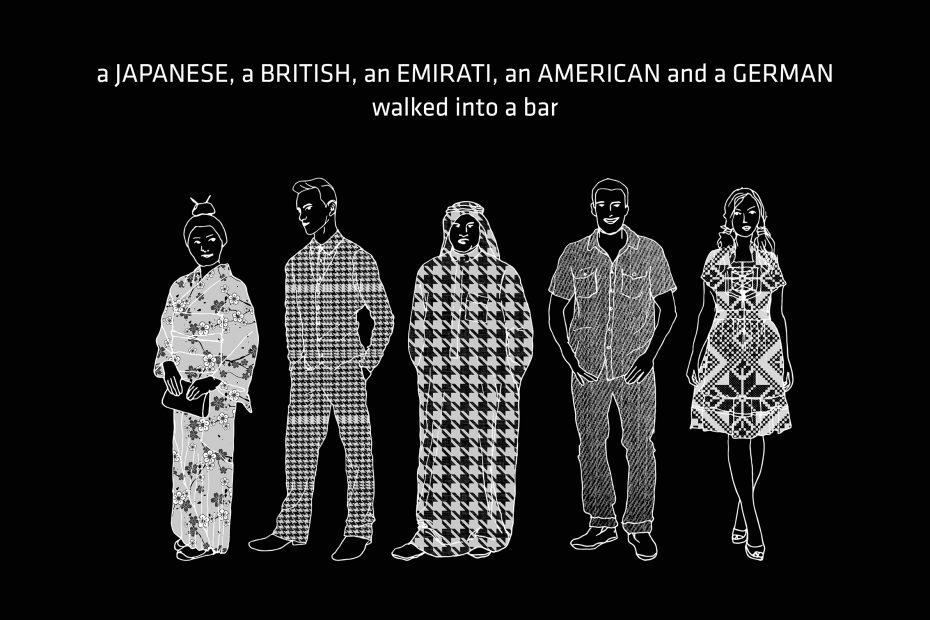 a JAPANESE, a BRITISH, an EMIRATI, an AMERICAN and a GERMAN
walked into a bar